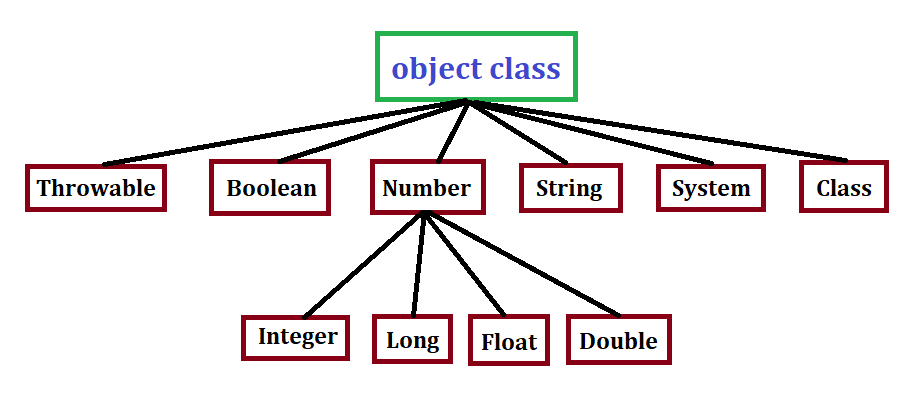 object class
Throwable
Boolean
Number
String
System
Class
Integer
Long
Float
Double